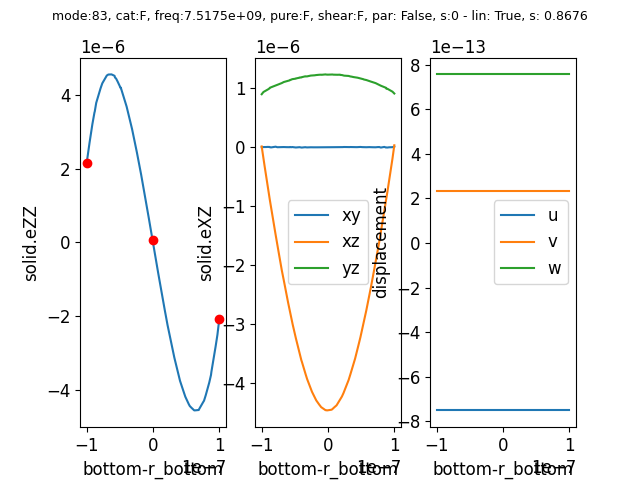 mode:83, cat:F, freq:7.5175e+09, pure:F, shear:F, par: False, s:0 - lin: True, s: 0.8676
1e−6
1e−6
1e−13
solid.eZZ
4
2
0
−2
−4
−1
0
1
1e−7
bottom-r_bottom
solid.eXZ
1
0
−1
−2
−3
−4
xy
xz
yz
−1
0
1
1e−7
bottom-r_bottom
displacement
8
6
4
2
0
−2
−4
−6
−8
u
v
w
−1
0
1
1e−7
bottom-r_bottom